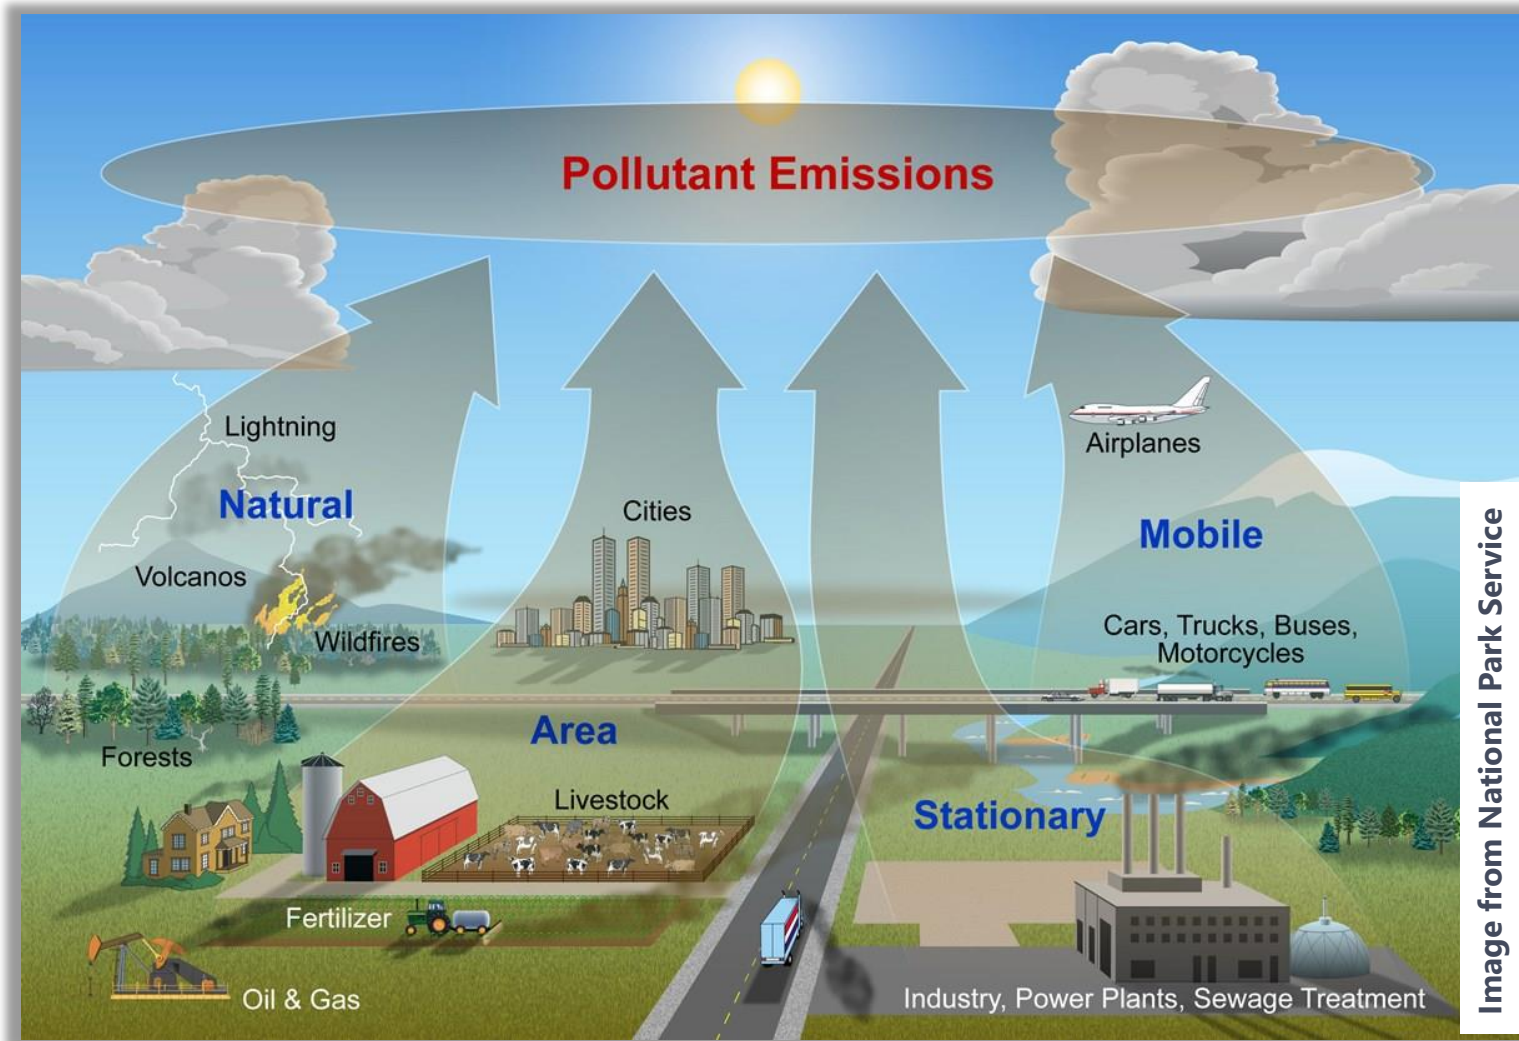 Pollutant Emissions
Lightning
Natural
Volcanos
Wildfires
Forests
Cities
Area
Livestock
Fertilizer
Oil & Gas
Airplanes
Mobile
Cars, Trucks, Buses,
Motorcycles
Stationary
Industry, Power Plants, Sewage Treatment
Image from National Park Service